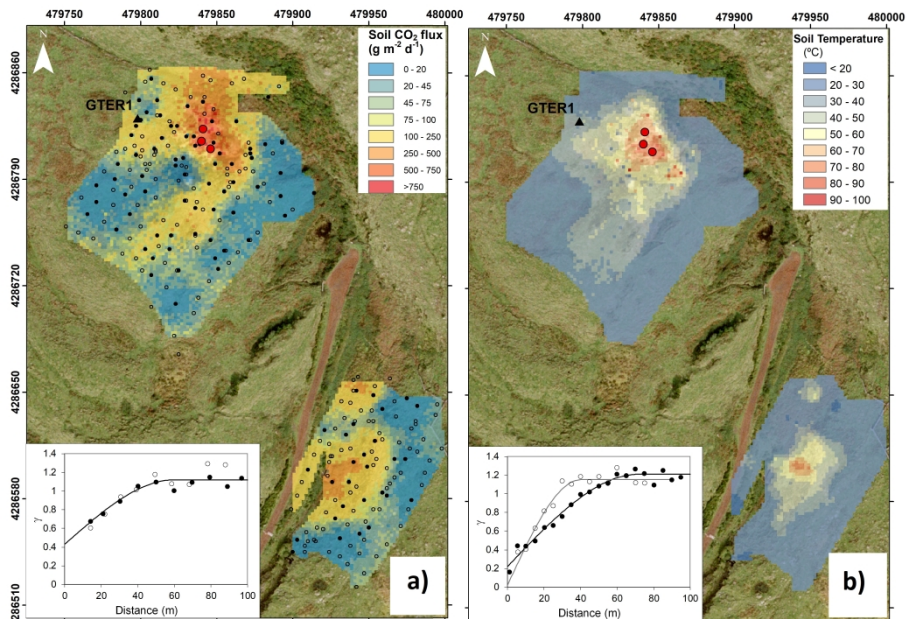 479750 479800 479850 479900 479950 480000
4286860
4286790
4286720
4286650
4286580
4286510
N
GTER1
Soil CO2 flux
(g m-2 d-1)
0 - 20
20 - 45
45 - 75
75 - 100
100 - 250
250 - 500
500 - 750
>750
γ
1.4
1.2
1
0.8
0.6
0.4
0.2
0
0 20 40 60 80 100
Distance (m)
a)
479750 479800 479850 479900 479950 480000
N
GTER1
Soil Temperature
(ºC)
< 20
20 - 30
30 - 40
40 - 50
50 - 60
60 - 70
70 - 80
80 - 90
90 - 100
γ
1.4
1.2
1
0.8
0.6
0.4
0.2
0
0 20 40 60 80 100
Distance (m)
b)